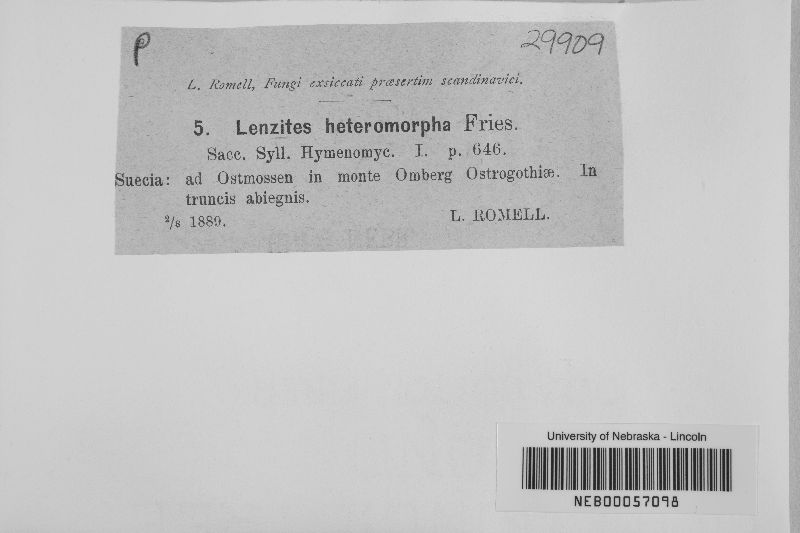 P
29909
L. Romell, Fungi exsiccati præsertim scandinavici.
5. Lenzites heteromorpha Fries.
Sacc. Syll. Hymenomyc. I. p. 646.
Suecia: ad Ostmossen in monte Omberg Ostrogothiæ. In
truncis abiegnis.
2/8 1889. L. ROMELL.
University of Nebraska - Lincoln
NEB00057098